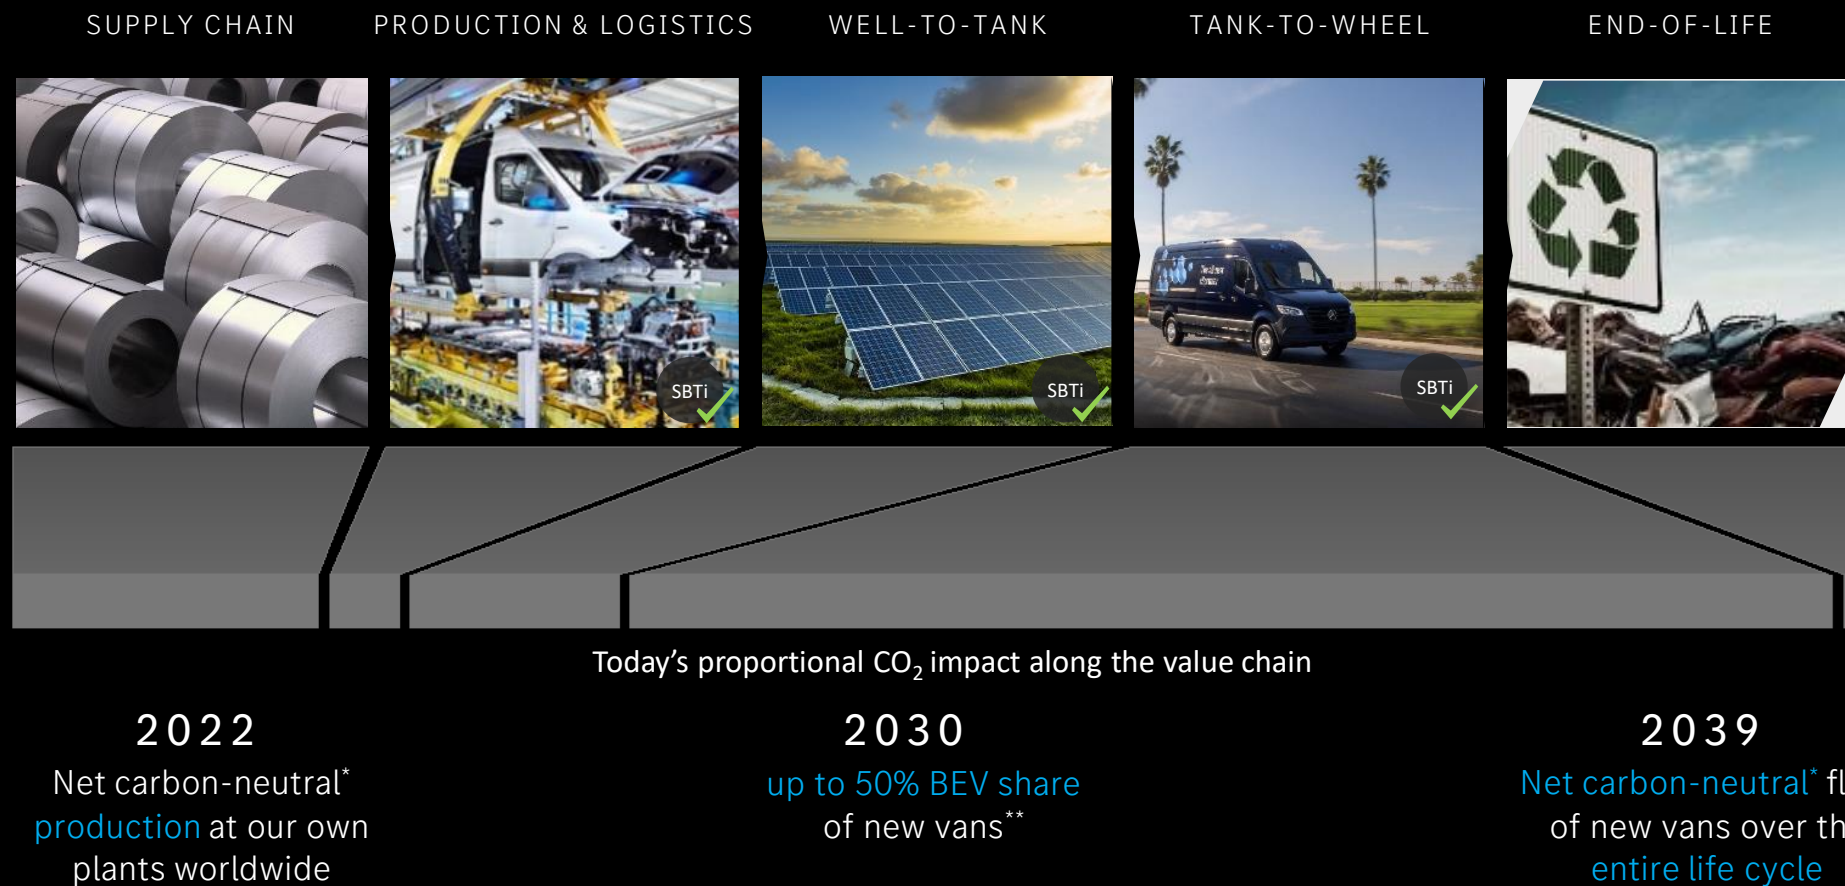 SUPPLY CHAIN
PRODUCTION & LOGISTICS
WELL-TO-TANK
TANK-TO-WHEEL
END-OF-LIFE
SBTi
SBTi
SBTi
Today's proportional CO₂ impact along the value chain
2022
Net carbon-neutral*
production at our own
plants worldwide
2030
up to 50% BEV share
of new vans**
2039
Net carbon-neutral* fl
of new vans over th
entire life cycle